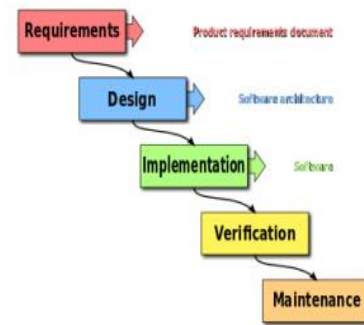 Requirements
Product requirements document
Design
Software architecture
Implementation
Software
Verification
Maintenance